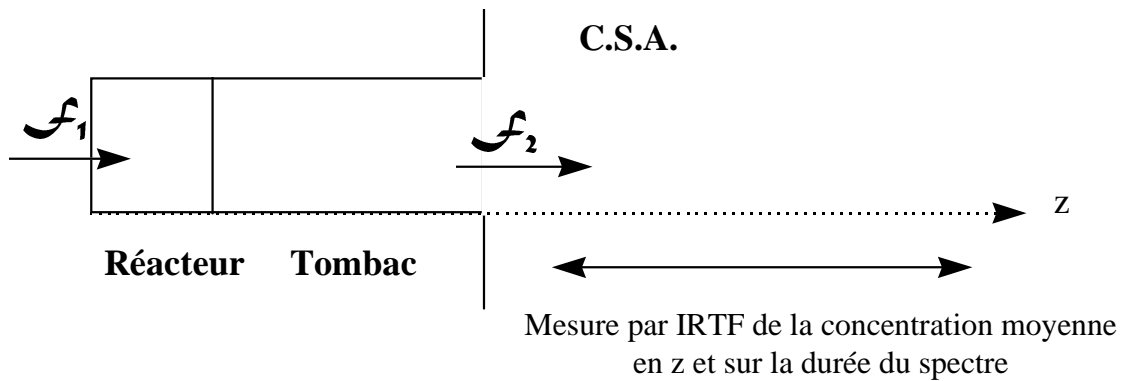 C.S.A.
ℱ₁
ℱ₂
z
Réacteur Tombac
Mesure par IRTF de la concentration moyenne
en z et sur la durée du spectre